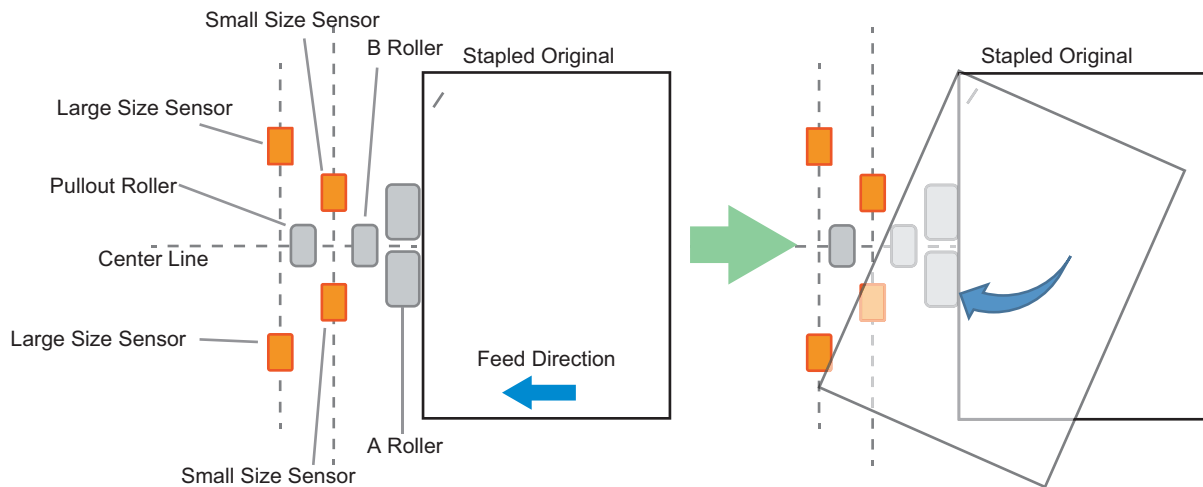 Small Size Sensor
B Roller
Stapled Original
Stapled Original
Large Size Sensor
Pullout Roller
Center Line
Large Size Sensor
Feed Direction
A Roller
Small Size Sensor